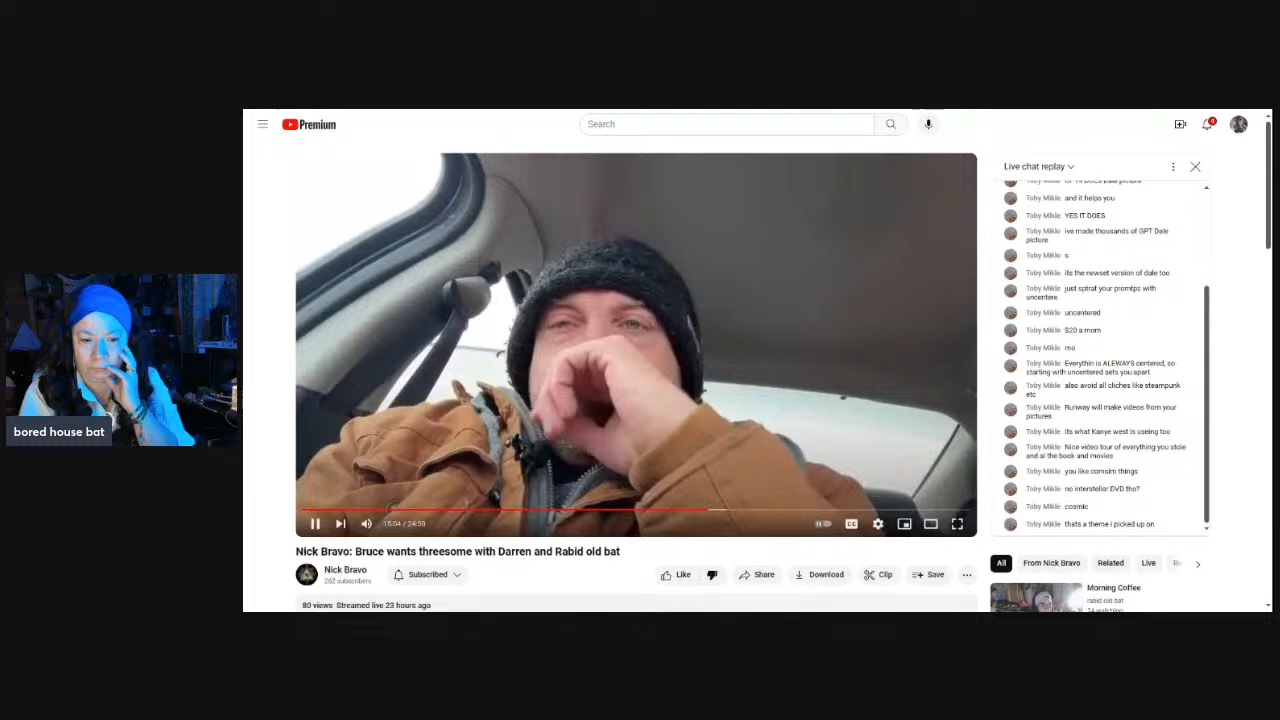 Premium
Search
4
Live chat replay
Toby Mikle and it helps you
Toby Mikle YES IT DOES
Toby Mikle ive made thousands of GPT Dale
picture
Toby Mikle s
Toby Mikle its the newset version of dale too
Toby Mikle just sptrat your promtps with
uncentere
Toby Mikle uncentered
Toby Mikle $20 a mom
Toby Mikle mo
Toby Mikle Everythin is ALEWAYS centered, so
starting with uncentered sets you apart
Toby Mikle also avoid all cliches like steampunk
etc
Toby Mikle Runway will make videos from your
pictures
Toby Mikle its what Kanye west is useing too
Toby Mikle Nice video tour of everything you stole
and al the book and movies
Toby Mikle you like comsim things
Toby Mikle no intersteller DVD tho?
Toby Mikle cosmic
Toby Mikle thats a theme i picked up on
bored house bat
15:04 / 24:50
CC
Nick Bravo: Bruce wants threesome with Darren and Rabid old bat
Nick Bravo
262 subscribers
Subscribed
Like
Share
Download
Clip
Save
All
From Nick Bravo
Related
Live
80 views Streamed live 23 hours ago
Morning Coffee
rabid old bat
24 watching